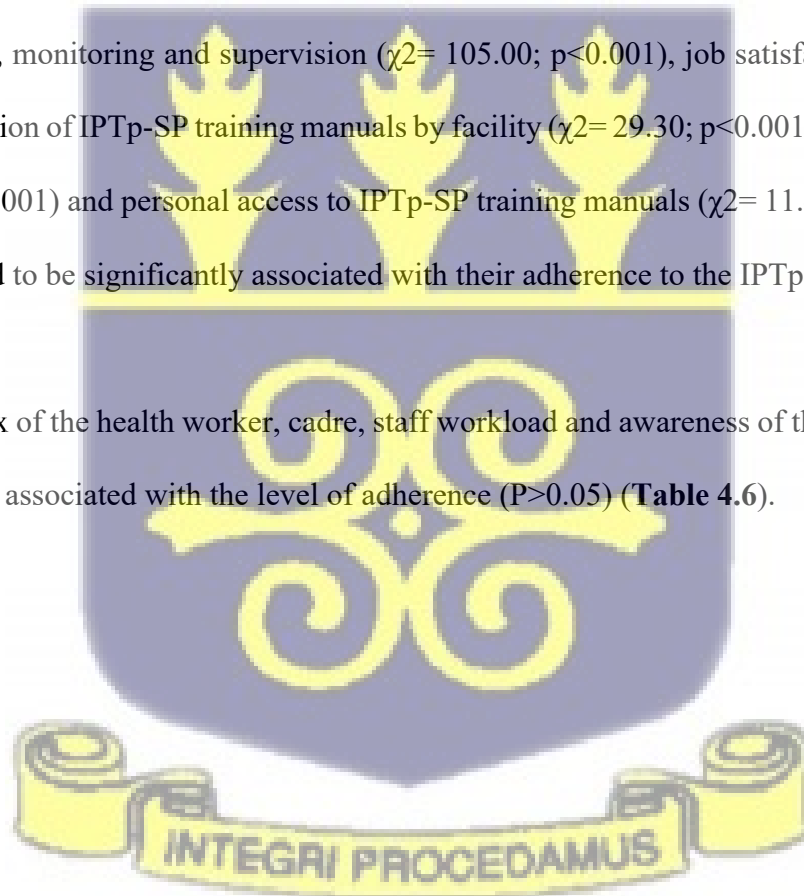 , monitoring and supervision (χ2= 105.00; p<0.001), job satisfa
ion of IPTp-SP training manuals by facility (χ2= 29.30; p<0.001
001) and personal access to IPTp-SP training manuals (χ2= 11.
d to be significantly associated with their adherence to the IPTp
x of the health worker, cadre, staff workload and awareness of th
associated with the level of adherence (P>0.05) (Table 4.6).
INTEGRI PROCEDAMUS